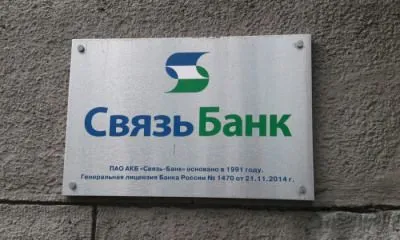 СвязьБанк
ПАО АКБ «Связь-Банк» основано в 1991 году.
Генеральная лицензия Банка России № 1470 от 21.11.2014 г.